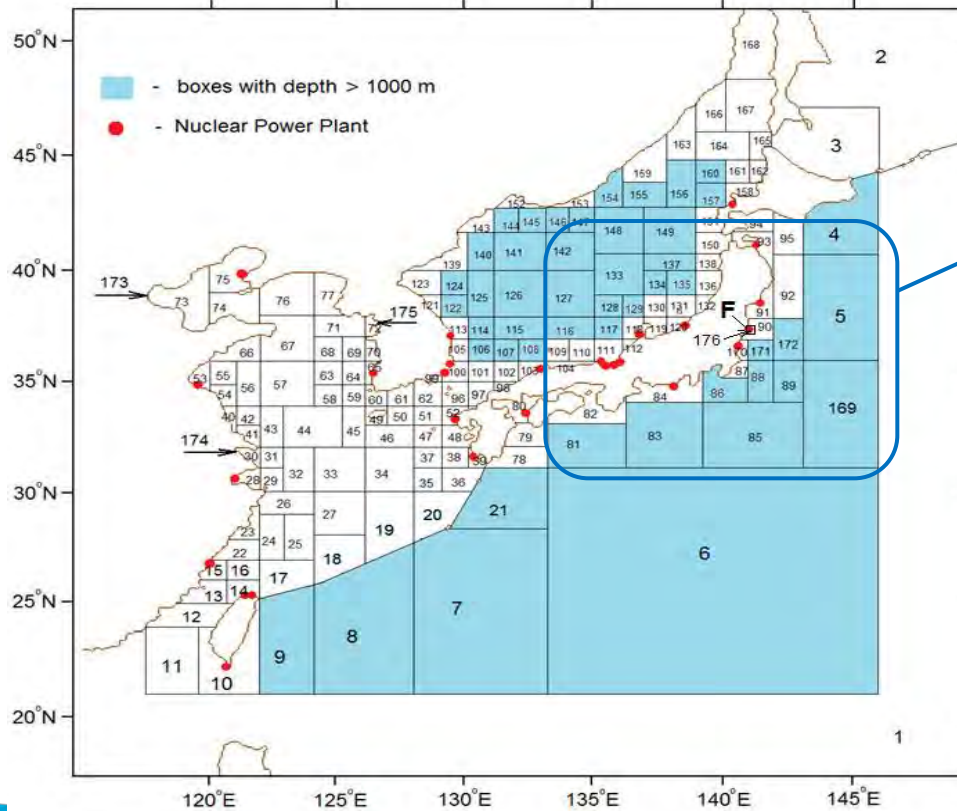 50°N
168
2
- boxes with depth > 1000 m
- Nuclear Power Plant
166 167
3
45°N
163 164 165
169 160 161 162
154 156 157 158
152 153
143 144 145 146 147 148 149 150 94 93 95 4
140 141 142
40°N
139 133 137 138
173 75 76 77 123 124 125 126 127 134 135 136 92 5
73 74 121 122 128 129 130 131 132
175 71 113 114 115 116 117 118 119 91 F 90
176 172
66 67 68 69 70 105 106 107 108 109 110 111 112 170 171
35°N
53 55 56 57 63 64 65 100 101 102 103 104 87 88 89
54 58 59 60 61 62 96 97 98 80 82 84 86 169
40 42 43 44 45 49 50 51 52 79 81 83 85
174 41 46 47 48 78
30 31 32 33 34 37 38 39
28 29 35 36
30°N
26 27 20 21
23 24 25 19 6
22 18
15 16 17
25°N
13 14 7
12 8
11 9
10
20°N
1
120°E 125°E 130°E 135°E 140°E 145°E